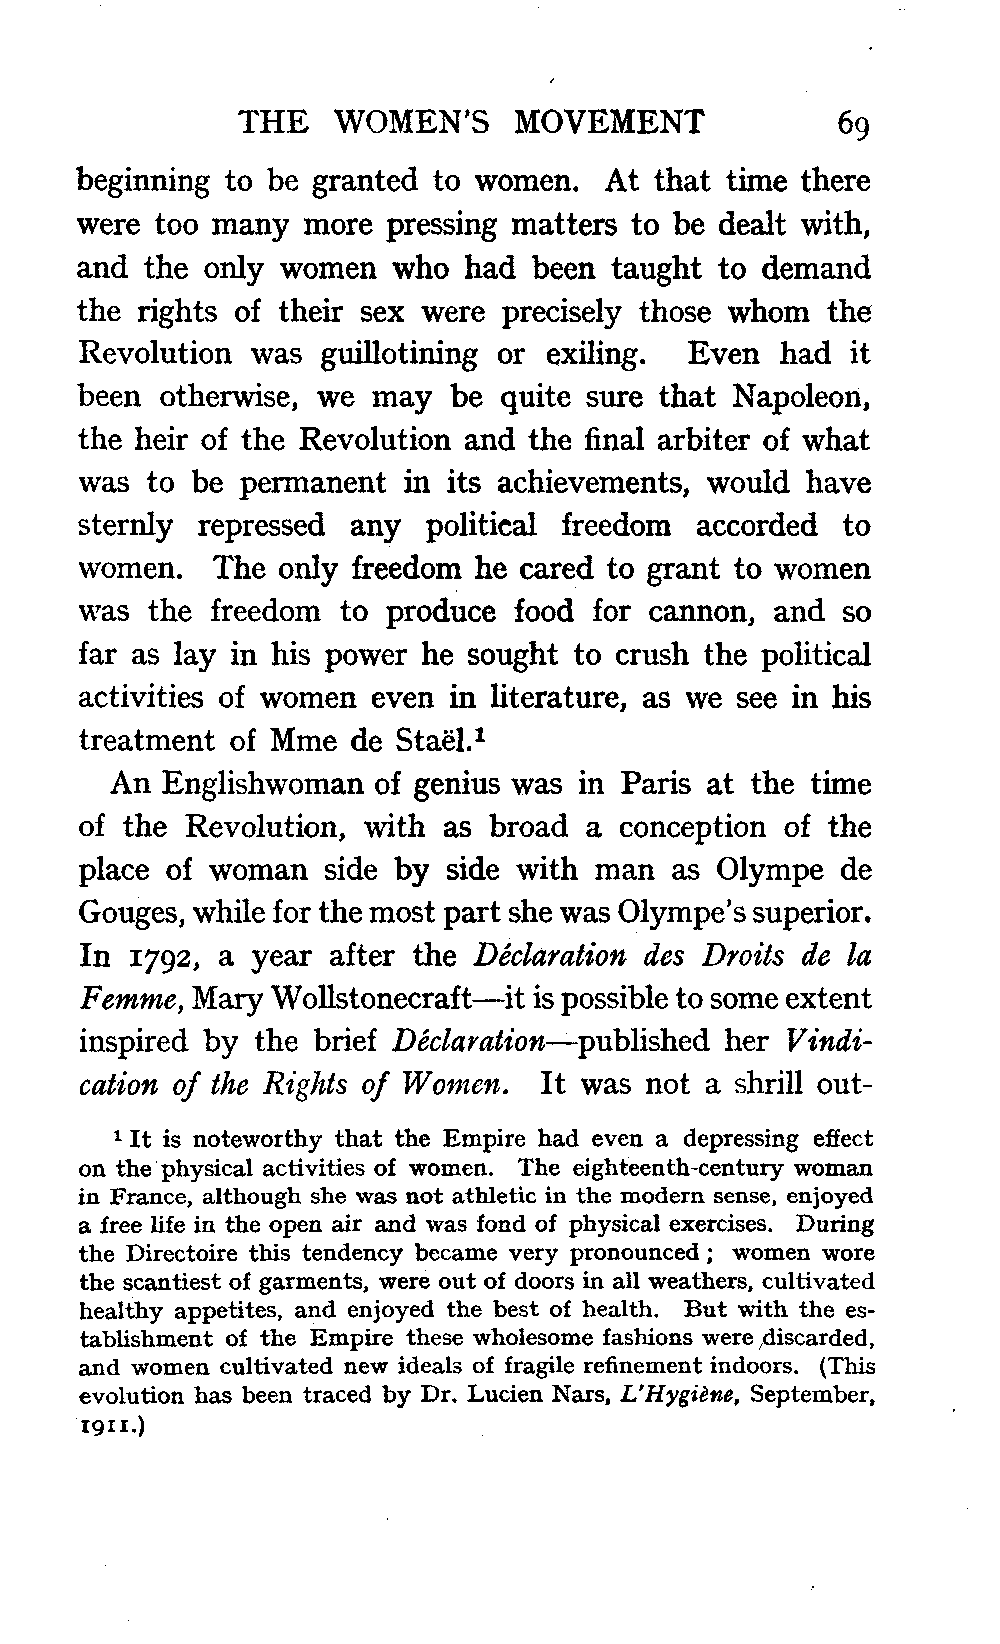 THE WOMEN'S MOVEMENT 69
beginning to be granted to women. At that time there
were too many more pressing matters to be dealt with,
and the only women who had been taught to demand
the rights of their sex were precisely those whom the
Revolution was guillotining or exiling. Even had it
been otherwise, we may be quite sure that Napoleon,
the heir of the Revolution and the final arbiter of what
was to be permanent in its achievements, would have
sternly repressed any political freedom accorded to
women. The only freedom he cared to grant to women
was the freedom to produce food for cannon, and so
far as lay in his power he sought to crush the political
activities of women even in literature, as we see in his
treatment of Mme de Staël.¹
An Englishwoman of genius was in Paris at the time
of the Revolution, with as broad a conception of the
place of woman side by side with man as Olympe de
Gouges, while for the most part she was Olympe's superior.
In 1792, a year after the Déclaration des Droits de la
Femme, Mary Wollstonecraft—it is possible to some extent
inspired by the brief Déclaration—published her Vindi-
cation of the Rights of Women. It was not a shrill out-
¹ It is noteworthy that the Empire had even a depressing effect
on the physical activities of women. The eighteenth-century woman
in France, although she was not athletic in the modern sense, enjoyed
a free life in the open air and was fond of physical exercises. During
the Directoire this tendency became very pronounced; women wore
the scantiest of garments, were out of doors in all weathers, cultivated
healthy appetites, and enjoyed the best of health. But with the es-
tablishment of the Empire these wholesome fashions were discarded,
and women cultivated new ideals of fragile refinement indoors. (This
evolution has been traced by Dr. Lucien Nars, L'Hygiène, September,
1911.)